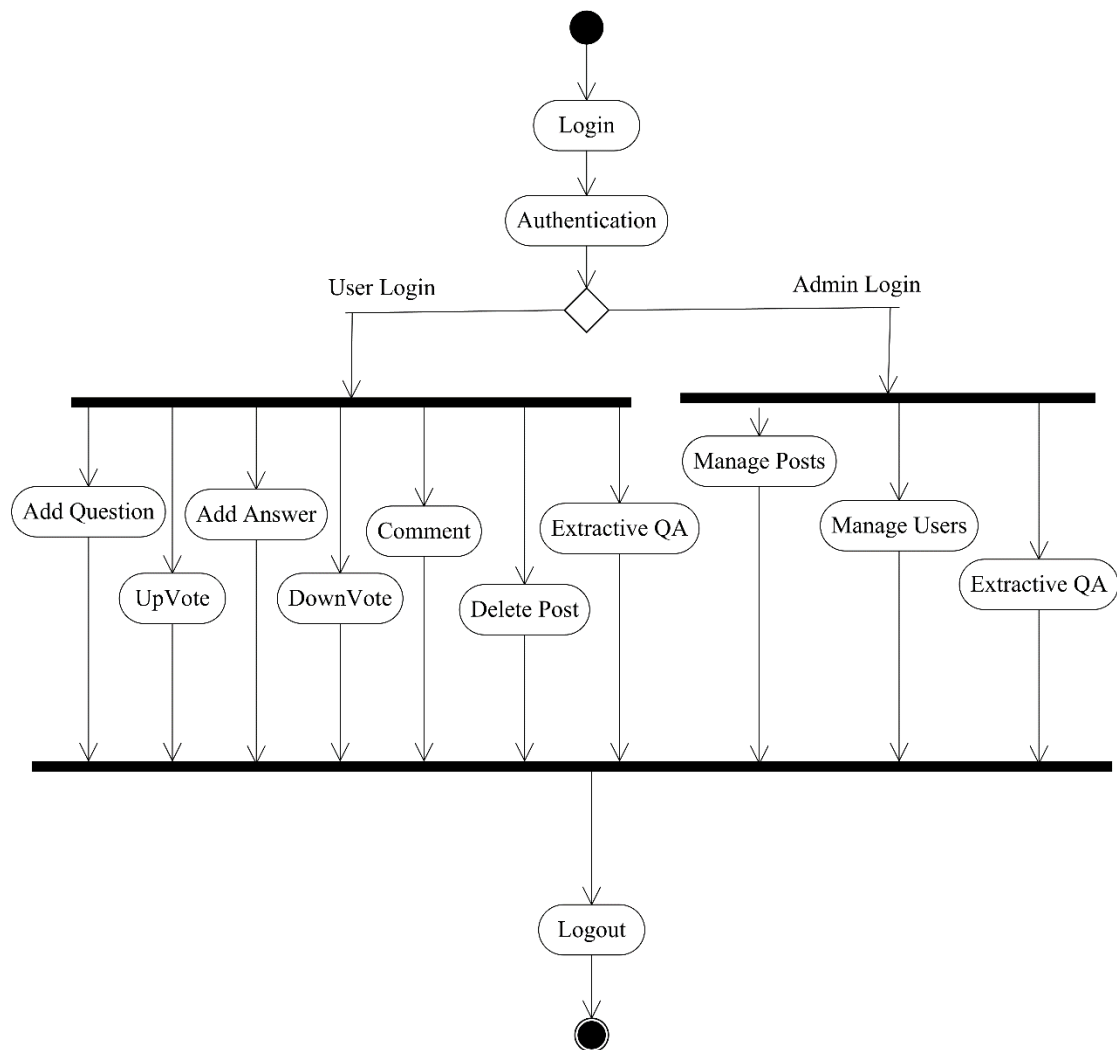 Login
Authentication
User Login
Admin Login
Manage Posts
Add Question
Add Answer
Comment
Extractive QA
Manage Users
UpVote
DownVote
Delete Post
Extractive QA
Logout